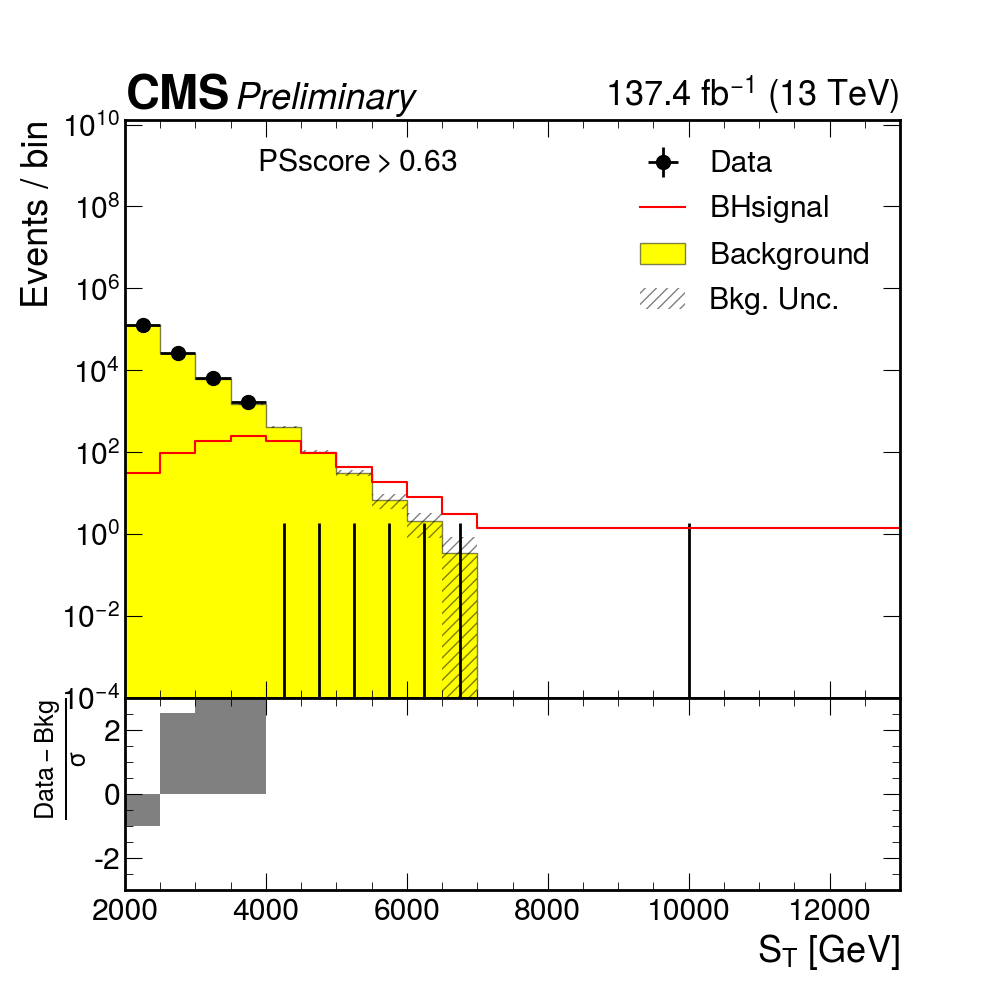 CMS Preliminary 137.4 fb⁻¹ (13 TeV)
Events / bin
10¹⁰
10⁸
10⁶
10⁴
10²
10⁰
10⁻²
10⁻⁴
PSscore > 0.63
Data
BHsignal
Background
Bkg. Unc.
Data – Bkg
σ
2
0
-2
2000 4000 6000 8000 10000 12000
S_T [GeV]